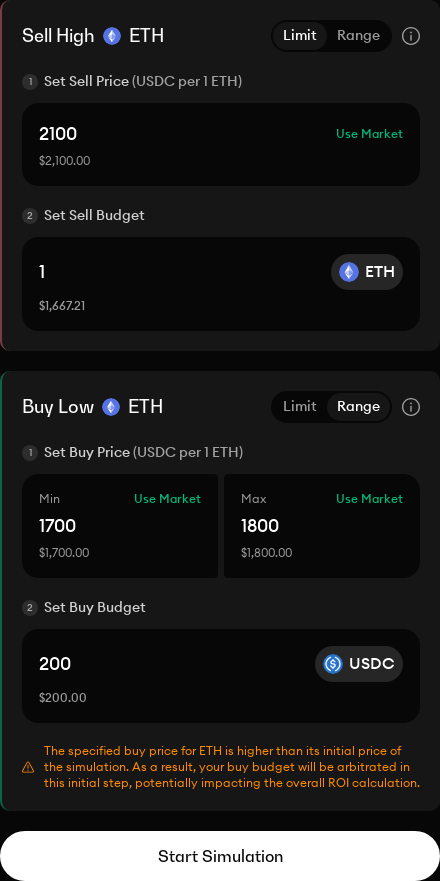 Sell High ETH Limit Range
1 Set Sell Price (USDC per 1 ETH)
2100 Use Market
$2,100.00
2 Set Sell Budget
1 ETH
$1,667.21
Buy Low ETH Limit Range
1 Set Buy Price (USDC per 1 ETH)
Min Use Market Max Use Market
1700 1800
$1,700.00 $1,800.00
2 Set Buy Budget
200 USDC
$200.00
The specified buy price for ETH is higher than its initial price of
the simulation. As a result, your buy budget will be arbitrated in
this initial step, potentially impacting the overall ROI calculation.
Start Simulation